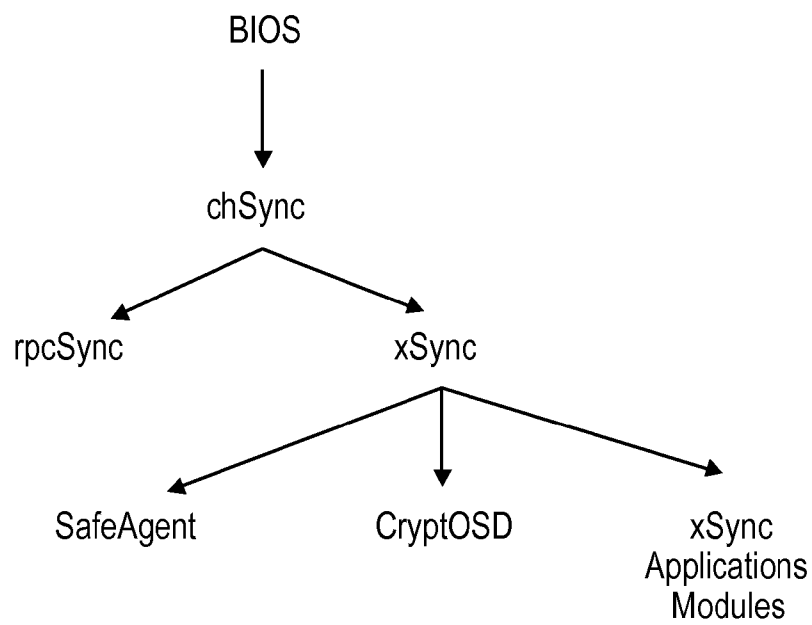 BIOS
chSync
rpcSync
xSync
SafeAgent
CryptOSD
xSync
Applications
Modules